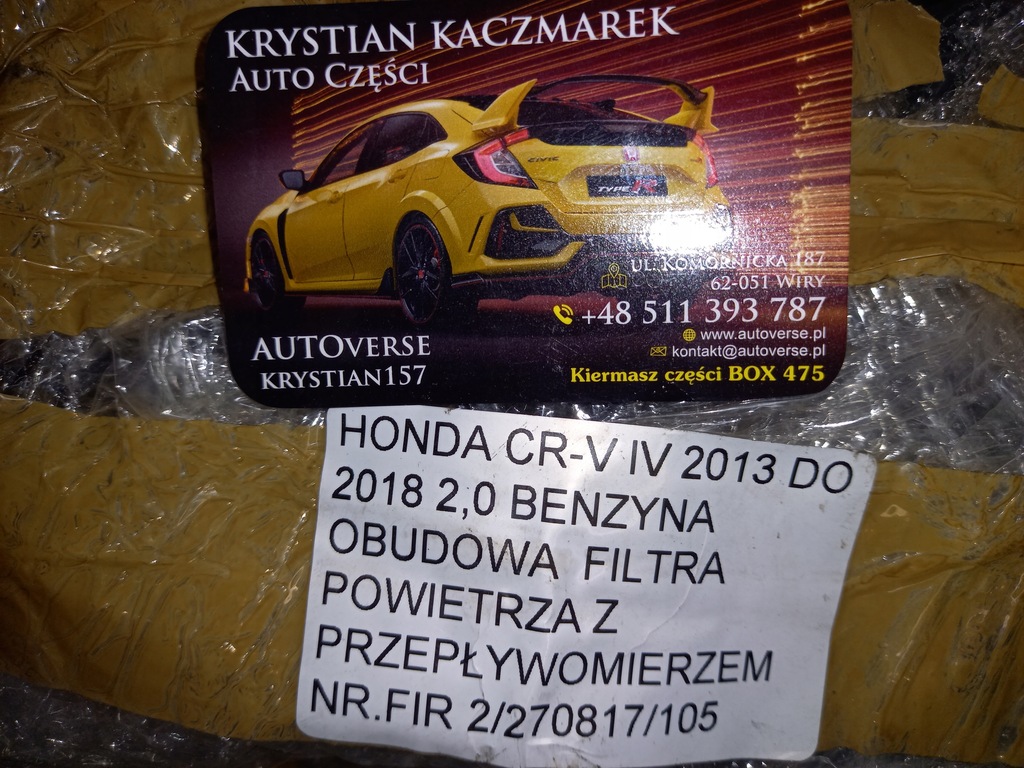 KRYSTIAN KACZMAREK
AUTO CZĘŚCI
CIVIC
TYPE R
UL. KOMORNICKA 187
62-051 WIRY
+48 511 393 787
www.autoverse.pl
kontakt@autoverse.pl
Kiermasz części BOX 475
AUTOVERSE
KRYSTIAN157
HONDA CR-V IV 2013 DO
2018 2,0 BENZYNA
OBUDOWA FILTRA
POWIETRZA Z
PRZEPŁYWOMIERZEM
NR.FIR 2/270817/105